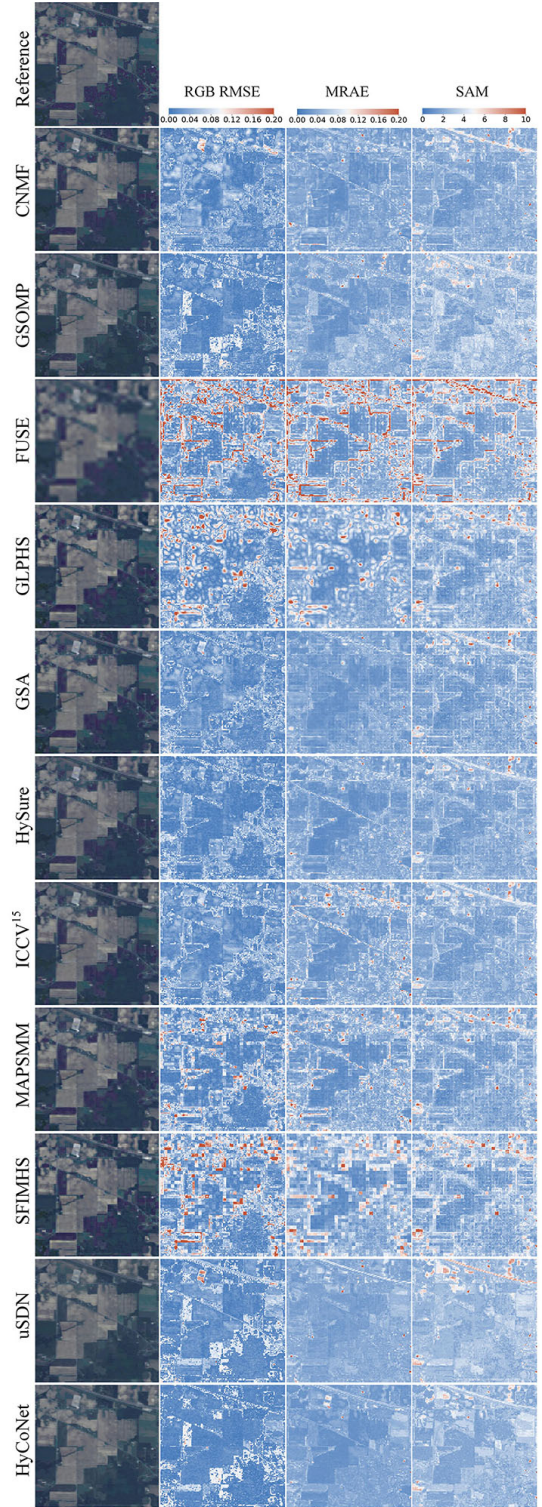 Reference
RGB RMSE MRAE SAM
0.00 0.04 0.08 0.12 0.16 0.20 0.00 0.04 0.08 0.12 0.16 0.20 0 2 4 6 8 10
CNMF
GSOMP
FUSE
GLPHS
GSA
HySure
ICCV15
MAPSMM
SFIMHS
uSDN
HyCoNet